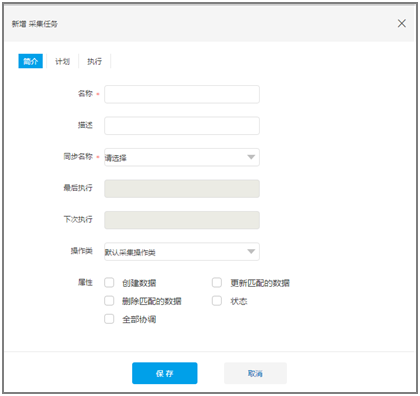 新增 采集任务
简介 计划 执行
名称 *
描述
同步名称 * 请选择
最后执行
下次执行
操作类 默认采集操作类
属性 创建数据 更新匹配的数据
删除匹配的数据 状态
全部协调
保存 取消